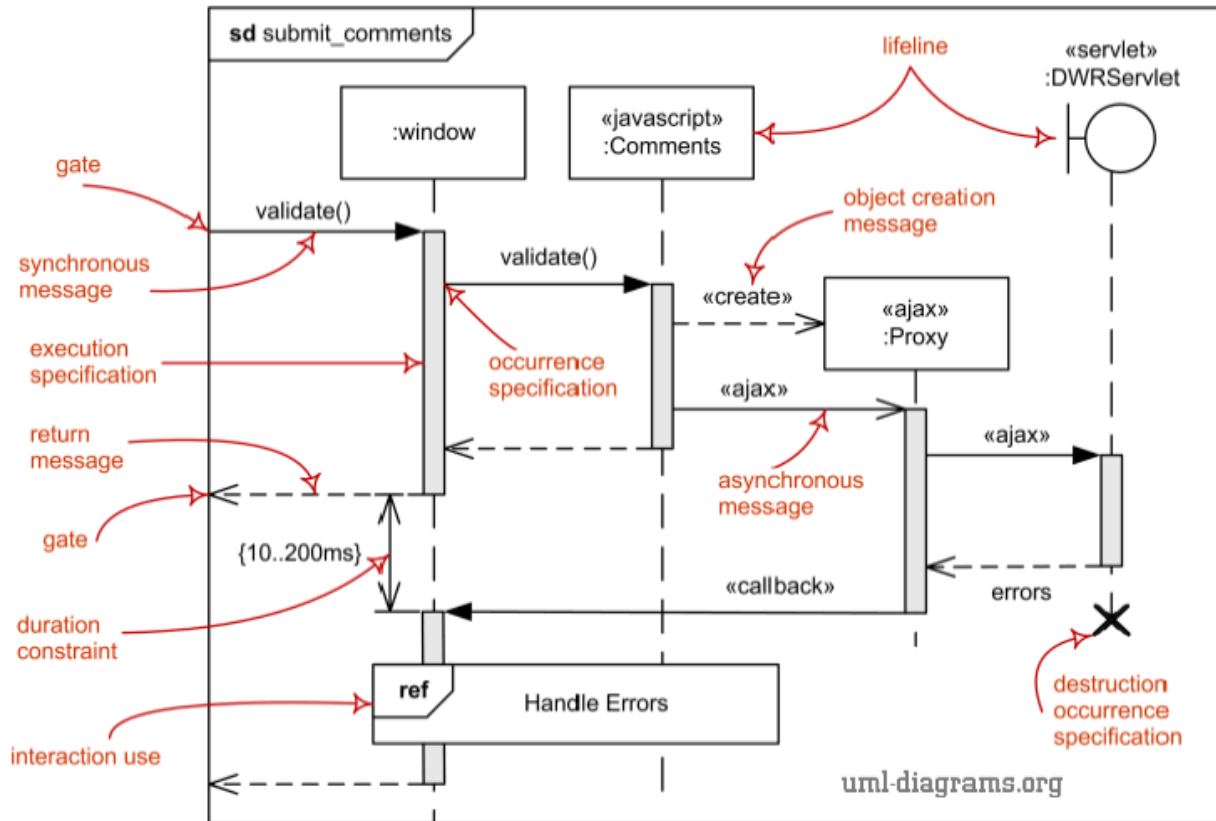 sd submit_comments
lifeline
«servlet»
:DWRServlet
:window
«javascript»
:Comments
gate
validate()
object creation
message
synchronous
message
validate()
«create»
«ajax»
:Proxy
execution
specification
occurrence
specification
«ajax»
return
message
«ajax»
asynchronous
message
gate
{10..200ms}
«callback»
errors
duration
constraint
ref
Handle Errors
destruction
occurrence
specification
interaction use
uml-diagrams.org